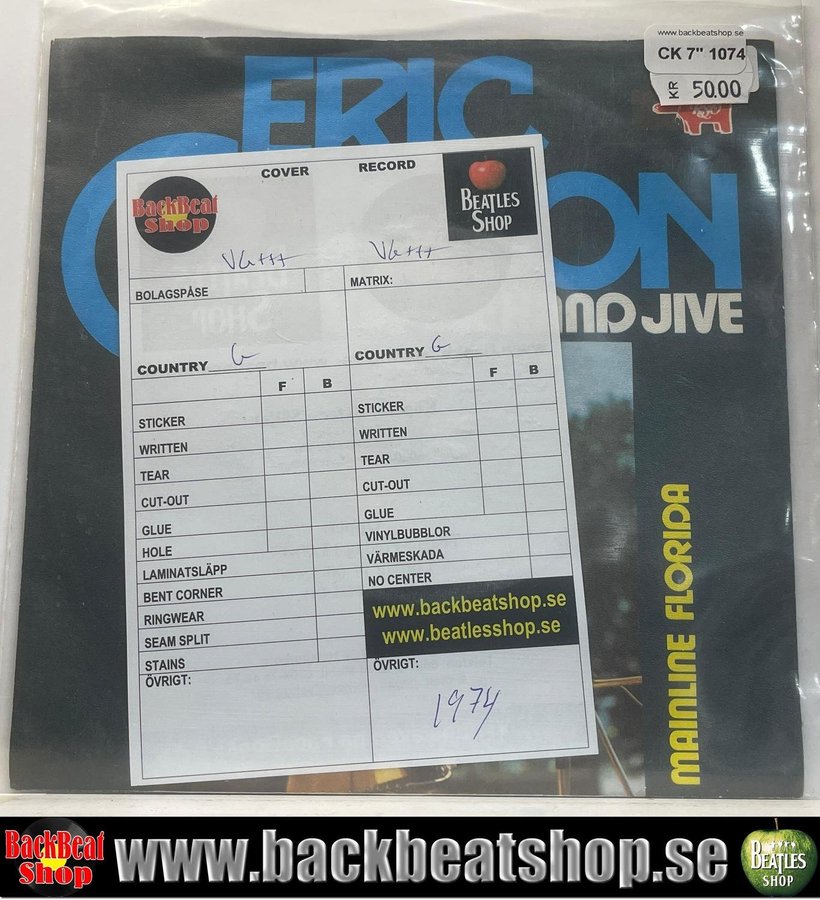 www.backbeatshop.se
CK 7" 1074
KR 50.00
ERIC
C ON
AND JIVE
MAINLINE FLORIDA
COVER RECORD
BackBeat
Shop
BEATLES
SHOP
VG+++ VG+++
BOLAGSPÅSE MATRIX:
COUNTRY G COUNTRY G
F B F B
STICKER STICKER
WRITTEN WRITTEN
TEAR TEAR
CUT-OUT CUT-OUT
GLUE GLUE
HOLE VINYLBUBBLOR
LAMINATSLÄPP VÄRMESKADA
BENT CORNER NO CENTER
RINGWEAR www.backbeatshop.se
SEAM SPLIT www.beatlesshop.se
STAINS
ÖVRIGT: ÖVRIGT:
1974
BackBeat
Shop
www.backbeatshop.se
BEATLES
SHOP